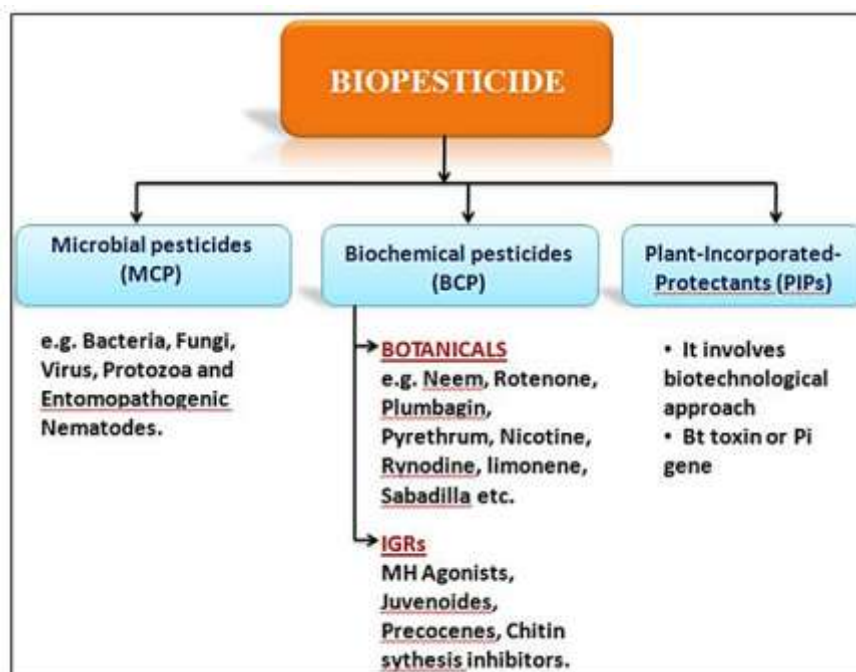 BIOPESTICIDE
Microbial pesticides
(MCP)
e.g. Bacteria, Fungi,
Virus, Protozoa and
Entomopathogenic
Nematodes.
Biochemical pesticides
(BCP)
BOTANICALS
e.g. Neem, Rotenone,
Plumbagin,
Pyrethrum, Nicotine,
Rynodine, limonene,
Sabadilla etc.
IGRs
MH Agonists,
Juvenoides,
Precocenes, Chitin
sythesis inhibitors.
Plant-Incorporated-
Protectants (PIPs)
• It involves
biotechnological
approach
• Bt toxin or Pi
gene